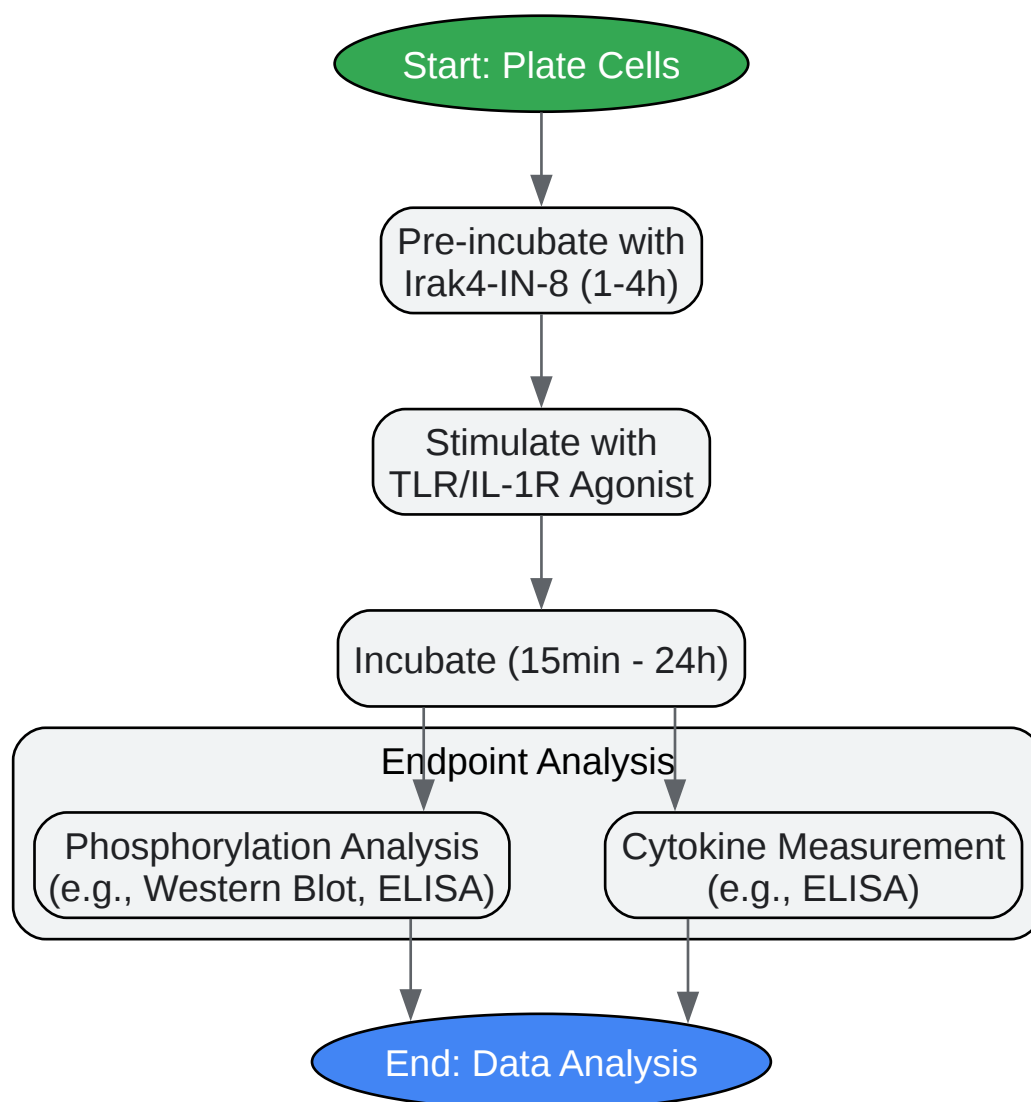 Start: Plate Cells
Pre-incubate with
Irak4-IN-8 (1-4h)
Stimulate with
TLR/IL-1R Agonist
Incubate (15min - 24h)
Endpoint Analysis
Phosphorylation Analysis
(e.g., Western Blot, ELISA)
Cytokine Measurement
(e.g., ELISA)
End: Data Analysis